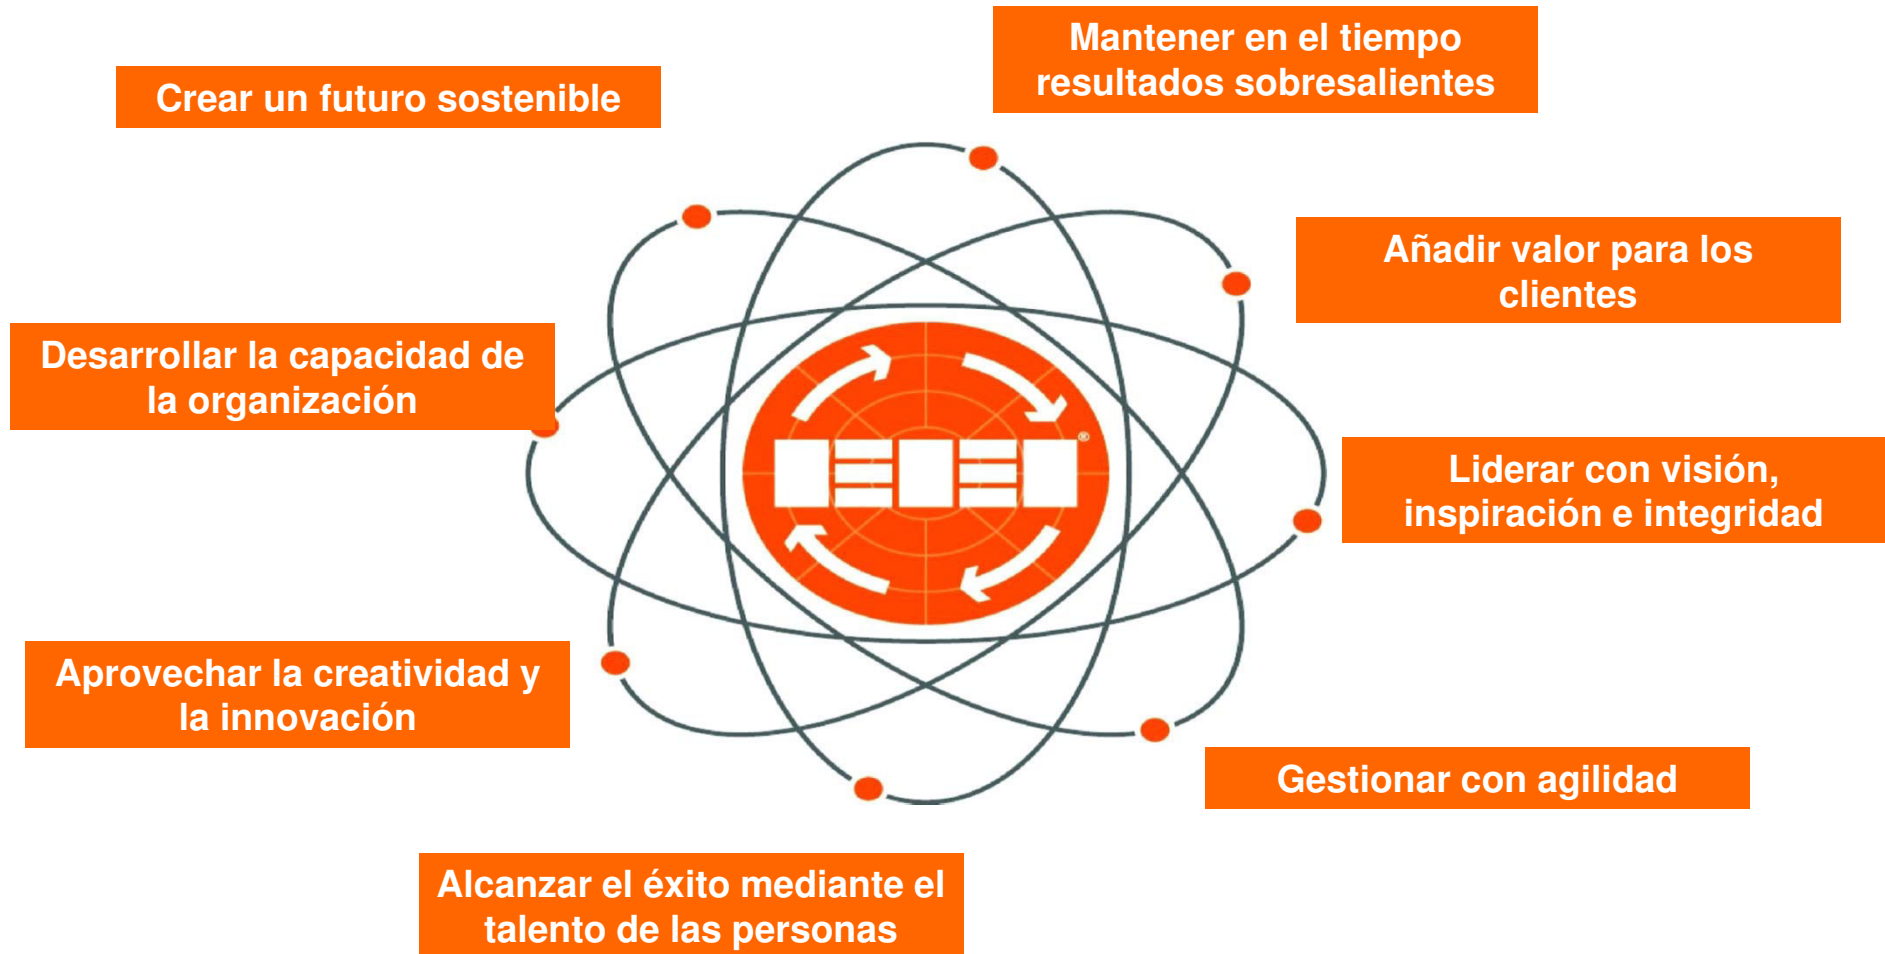 Mantener en el tiempo
resultados sobresalientes
Crear un futuro sostenible
Añadir valor para los
clientes
Desarrollar la capacidad de
la organización
®
Liderar con visión,
inspiración e integridad
Aprovechar la creatividad y
la innovación
Gestionar con agilidad
Alcanzar el éxito mediante el
talento de las personas